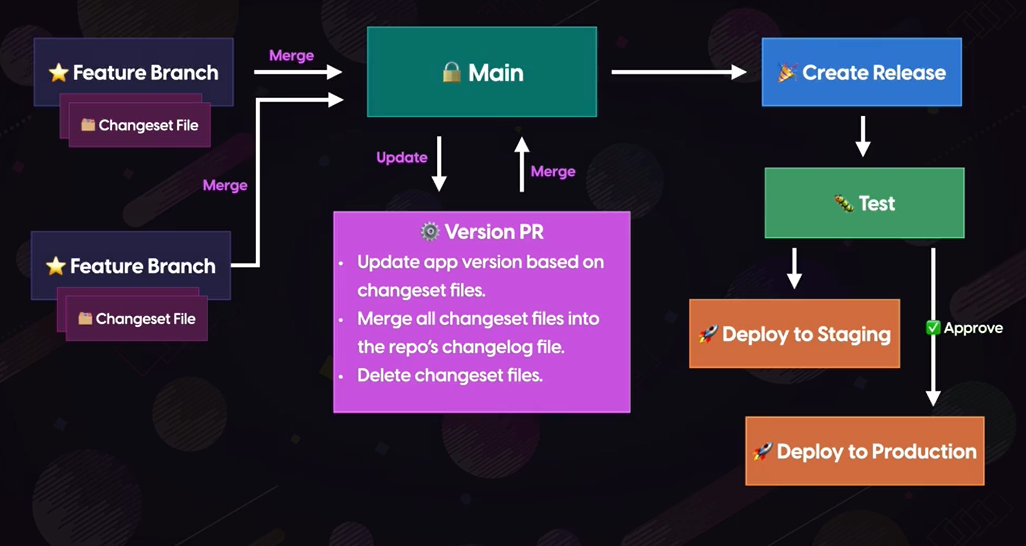 ⭐ Feature Branch
🗂️ Changeset File
Merge
Merge
⭐ Feature Branch
🗂️ Changeset File
🔒 Main
Update
Merge
⚙️ Version PR
• Update app version based on
changeset files.
• Merge all changeset files into
the repo's changelog file.
• Delete changeset files.
🎉 Create Release
🐛 Test
🚀 Deploy to Staging
✅ Approve
🚀 Deploy to Production